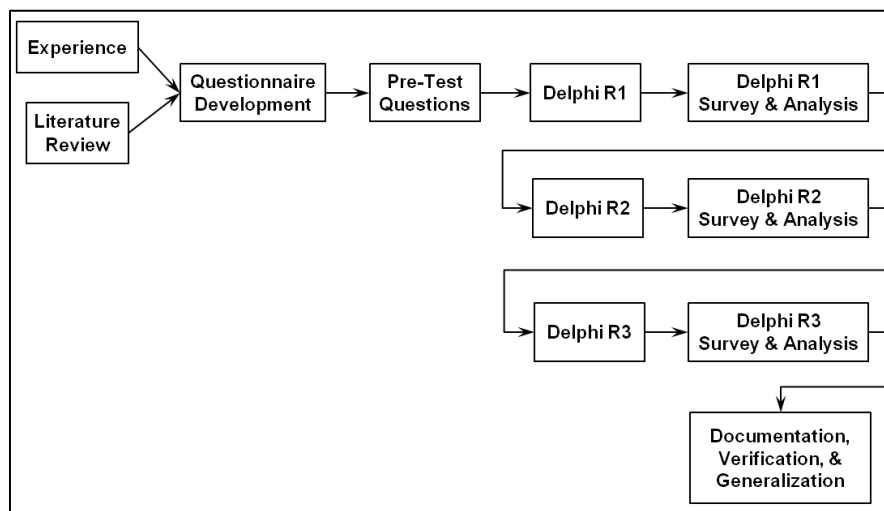 Experience
Literature
Review
Questionnaire
Development
Pre-Test
Questions
Delphi R1
Delphi R1
Survey & Analysis
Delphi R2
Delphi R2
Survey & Analysis
Delphi R3
Delphi R3
Survey & Analysis
Documentation,
Verification, &
Generalization